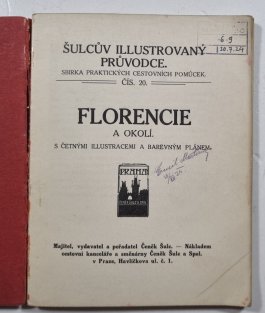 ŠULCŮV ILLUSTROVANÝ
PRŮVODCE.
SBÍRKA PRAKTICKÝCH CESTOVNÍCH POMŮCEK.
ČÍS. 20.
FLORENCIE
A OKOLÍ.
S ČETNÝMI ILLUSTRACEMI A BAREVNÝM PLÁNEM.
PRAHA
Majitel, vydavatel a pořadatel Čeněk Šulc. — Nákladem
cestovní kanceláře a směnárny Čeněk Šulc a Spol.
v Praze, Havlíčkova ul. č. 1.